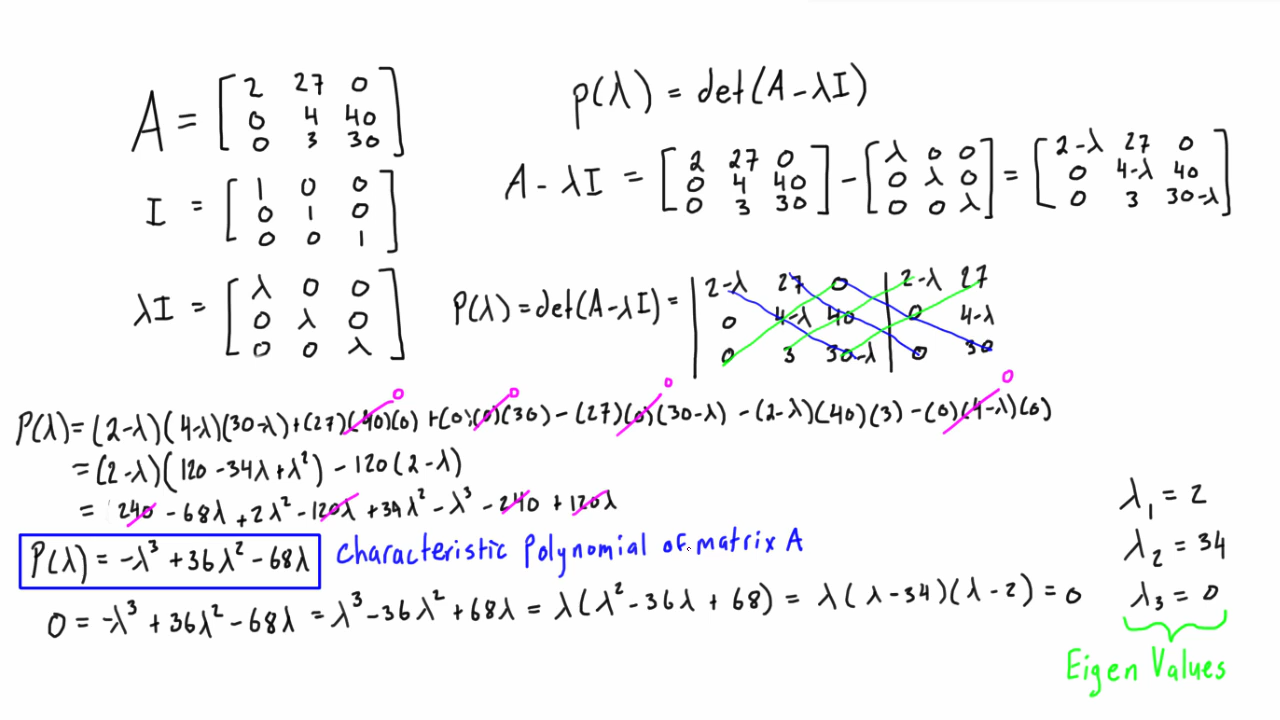 A = [ 2 27 0
0 4 40
0 3 30 ]
I = [ 1 0 0
0 1 0
0 0 1 ]
λI = [ λ 0 0
0 λ 0
0 0 λ ]
p(λ) = det(A - λI)
A - λI = [ 2 27 0 ] - [ λ 0 0 ] = [ 2-λ 27 0 ]
[ 0 4 40 ] [ 0 λ 0 ] [ 0 4-λ 40 ]
[ 0 3 30 ] [ 0 0 λ ] [ 0 3 30-λ ]
P(λ) = det(A-λI) = | 2-λ 27 0 | 2-λ 27
0 4-λ 40 | 0 4-λ
0 3 30-λ | 0 30
0 0 0 0
P(λ) = (2-λ)(4-λ)(30-λ) + (27)(40)(0) + (0)(0)(30) - (27)(0)(30-λ) - (2-λ)(40)(3) - (0)(4-λ)(0)
= (2-λ)(120 - 34λ + λ²) - 120(2-λ)
= 240 - 68λ + 2λ² - 120λ + 34λ² - λ³ - 240 + 120λ
P(λ) = -λ³ + 36λ² - 68λ characteristic Polynomial of matrix A
0 = -λ³ + 36λ² - 68λ = λ³ - 36λ² + 68λ = λ(λ² - 36λ + 68) = λ(λ-34)(λ-2) = 0
λ₁ = 2
λ₂ = 34
λ₃ = 0
Eigen Values